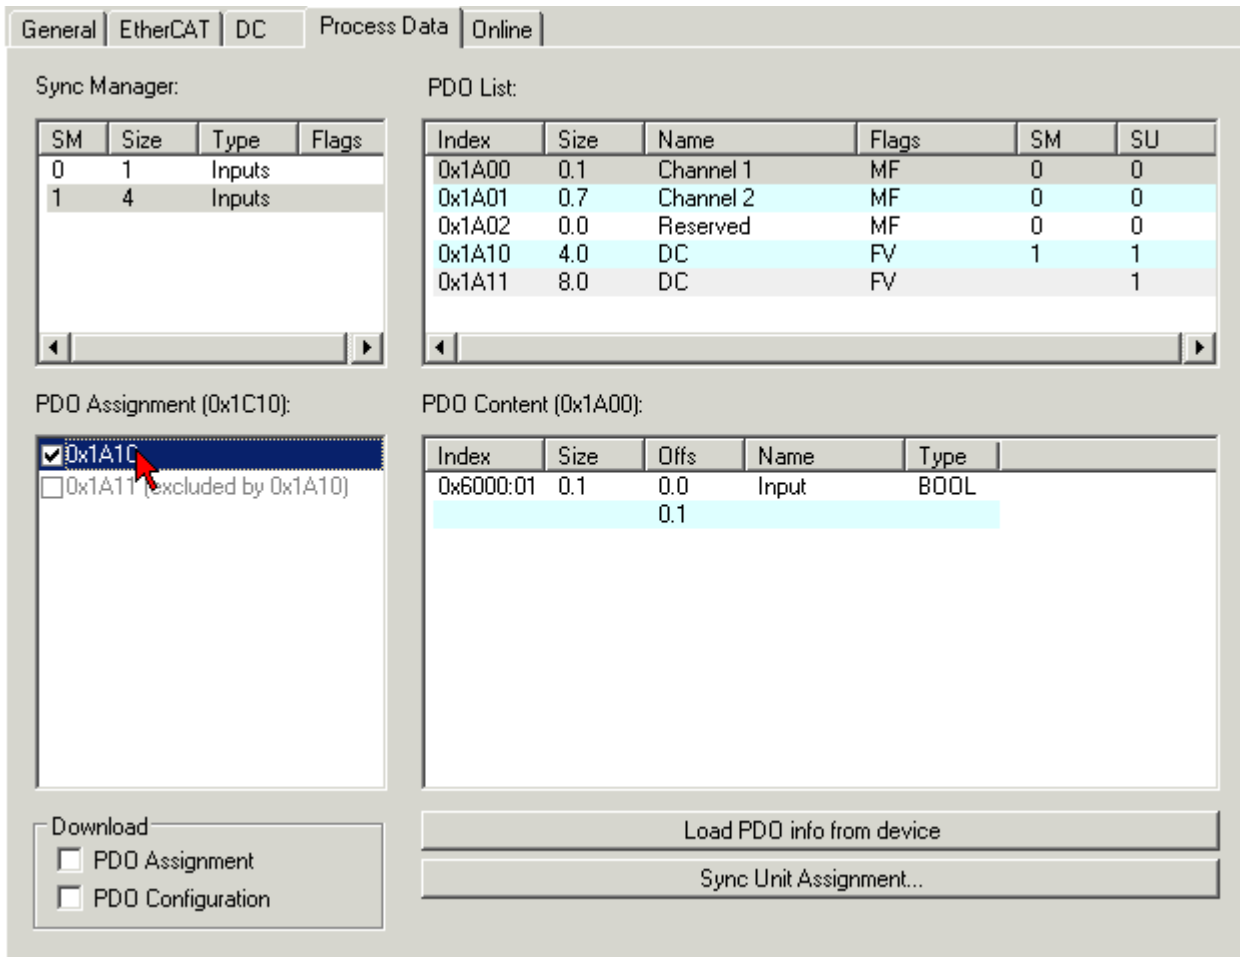 General EtherCAT DC Process Data Online
Sync Manager: PDO List:
SM Size Type Flags Index Size Name Flags SM SU
0 1 Inputs 0x1A00 0.1 Channel 1 MF 0 0
1 4 Inputs 0x1A01 0.7 Channel 2 MF 0 0
0x1A02 0.0 Reserved MF 0 0
0x1A10 4.0 DC FV 1 1
0x1A11 8.0 DC FV 1
PDO Assignment (0x1C10): PDO Content (0x1A00):
0x1A10 Index Size Offs Name Type
0x1A11 (excluded by 0x1A10) 0x6000:01 0.1 0.0 Input BOOL
0.1
Download Load PDO info from device
PDO Assignment
Sync Unit Assignment...
PDO Configuration